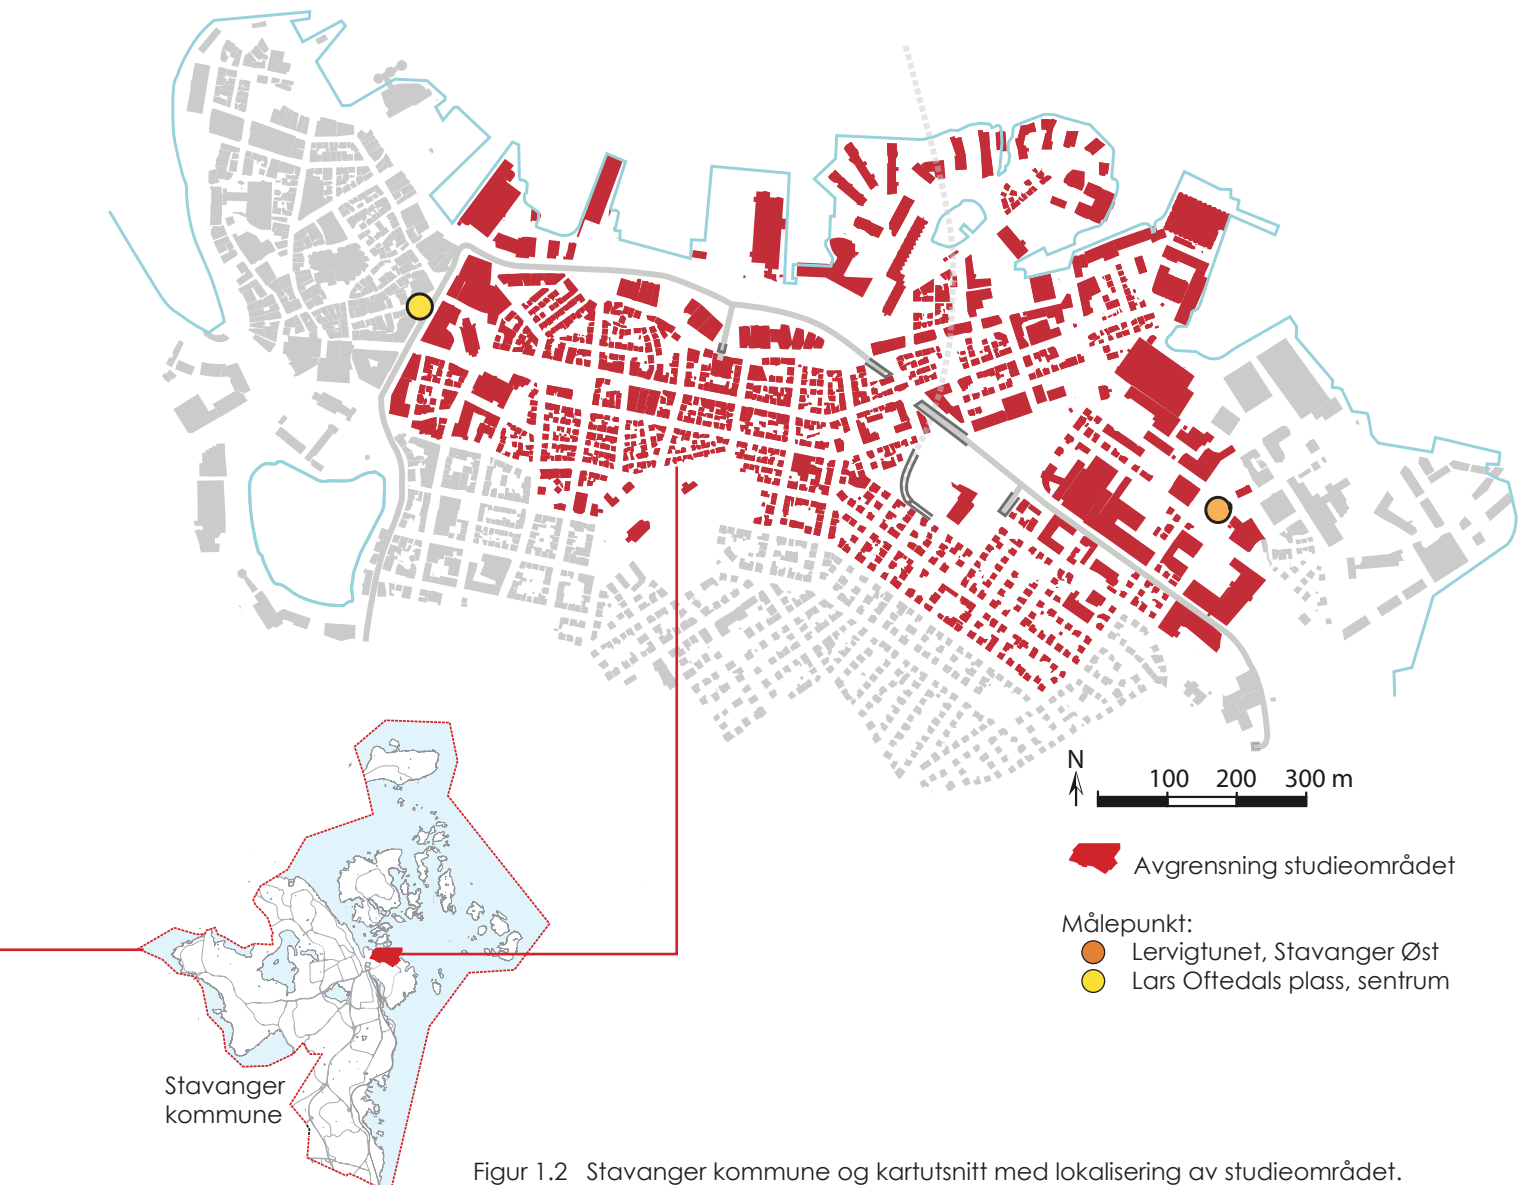 N
100 200 300 m
Avgrensning studieområdet
Målepunkt:
Lervigtunet, Stavanger Øst
Lars Oftedals plass, sentrum
Stavanger
kommune
Figur 1.2 Stavanger kommune og kartutsnitt med lokalisering av studieområdet.